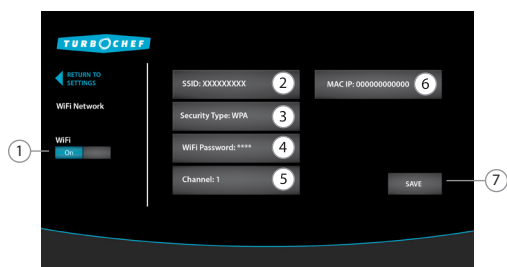 TURBOCHEF
RETURN TO
SETTINGS
WiFi Network
WiFi
On
1
SSID: XXXXXXXXX
2
Security Type: WPA
3
WiFi Password: ****
4
Channel: 1
5
MAC IP: 000000000000
6
SAVE
7